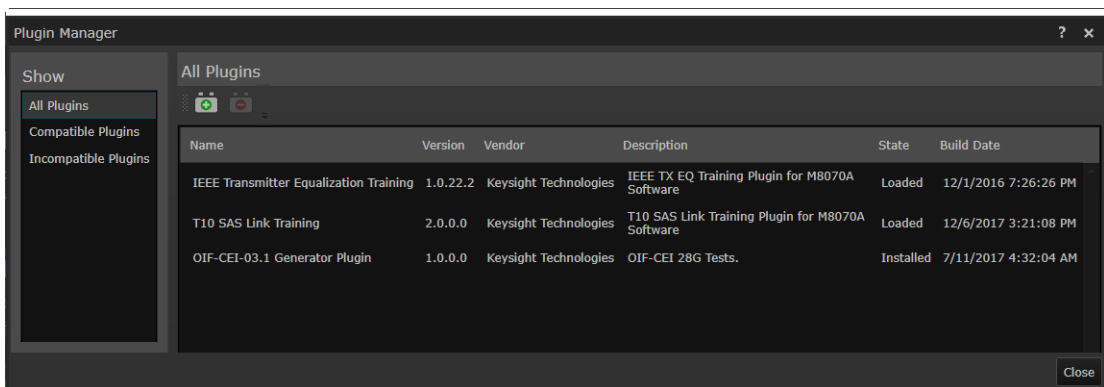 Plugin Manager
? ×
Show
All Plugins
Compatible Plugins
Incompatible Plugins
All Plugins
Name Version Vendor Description State Build Date
IEEE Transmitter Equalization Training 1.0.22.2 Keysight Technologies IEEE TX EQ Training Plugin for M8070A
Software Loaded 12/1/2016 7:26:26 PM
T10 SAS Link Training 2.0.0.0 Keysight Technologies T10 SAS Link Training Plugin for M8070A
Software Loaded 12/6/2017 3:21:08 PM
OIF-CEI-03.1 Generator Plugin 1.0.0.0 Keysight Technologies OIF-CEI 28G Tests. Installed 7/11/2017 4:32:04 AM
Close